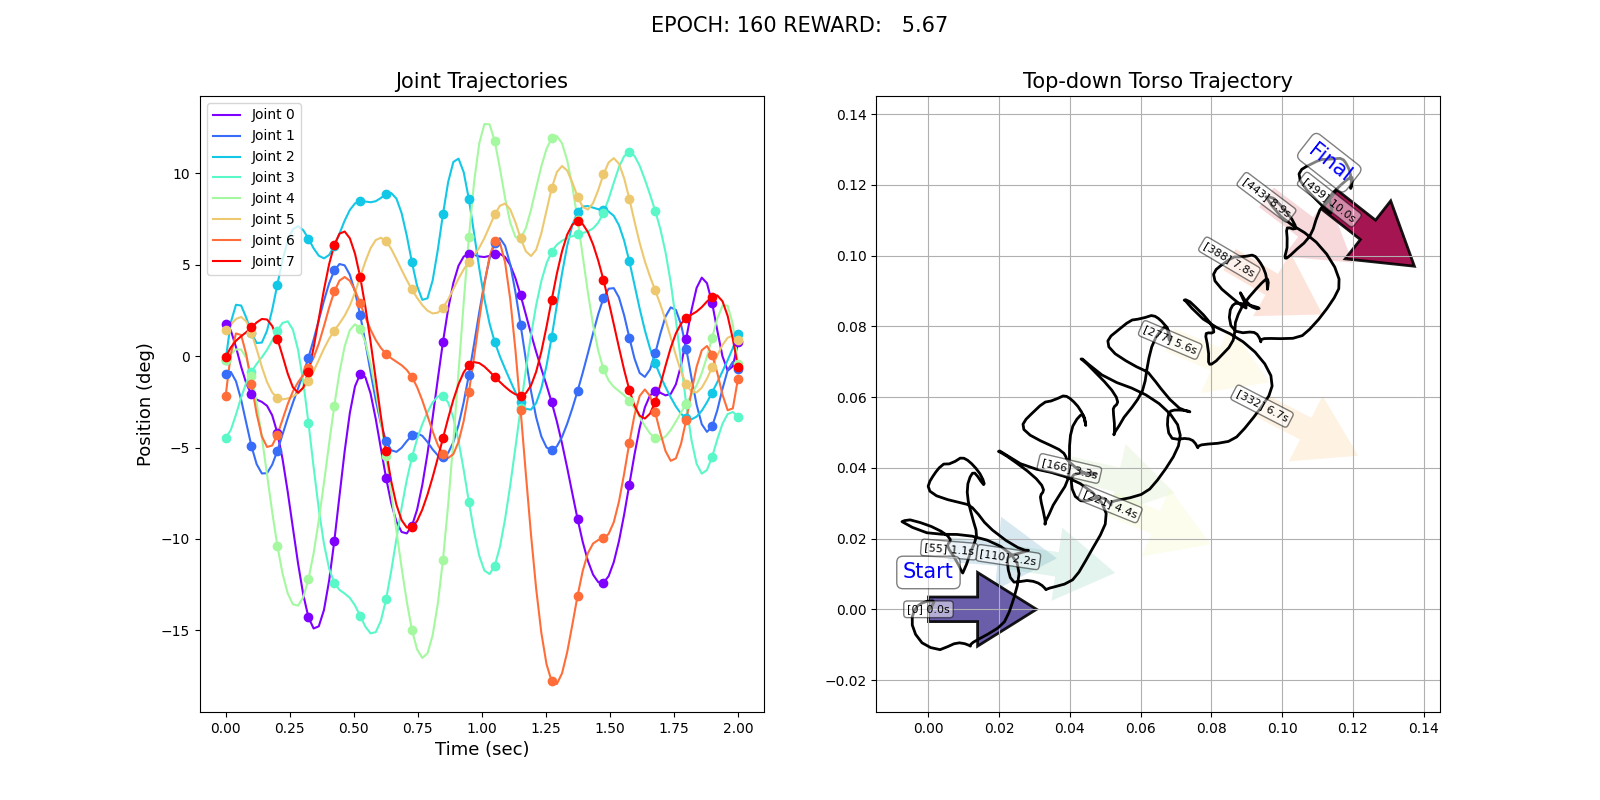 EPOCH: 160 REWARD:   5.67
Joint Trajectories
Joint 0
Joint 1
Joint 2
Joint 3
Joint 4
Joint 5
Joint 6
Joint 7
Position (deg)
10
5
0
−5
−10
−15
0.00 0.25 0.50 0.75 1.00 1.25 1.50 1.75 2.00
Time (sec)
Top-down Torso Trajectory
0.14
0.12
0.10
0.08
0.06
0.04
0.02
0.00
−0.02
0.00 0.02 0.04 0.06 0.08 0.10 0.12 0.14
Final
[443] 8.9s
[499] 10.0s
[388] 7.8s
[277] 5.6s
[332] 6.7s
[166] 3.3s
[221] 4.4s
[55] 1.1s
[110] 2.2s
Start
[0] 0.0s